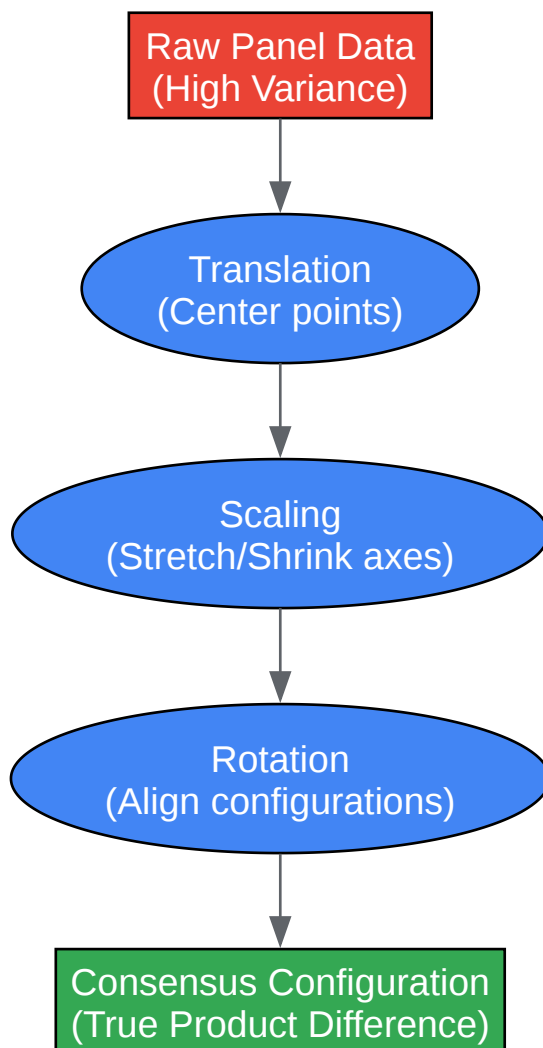 Raw Panel Data
(High Variance)
Translation
(Center points)
Scaling
(Stretch/Shrink axes)
Rotation
(Align configurations)
Consensus Configuration
(True Product Difference)